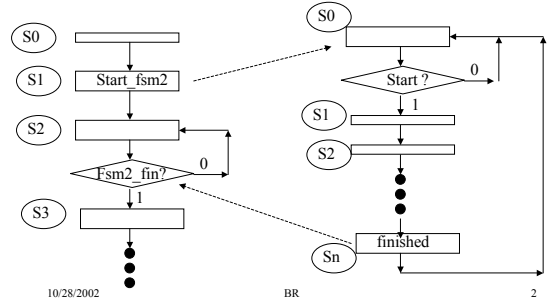 S0
S1
Start_fsm2
S2
0
Fsm2_fin?
1
S3
S0
Start ?
0
1
S1
S2
finished
Sn
10/28/2002
BR
2